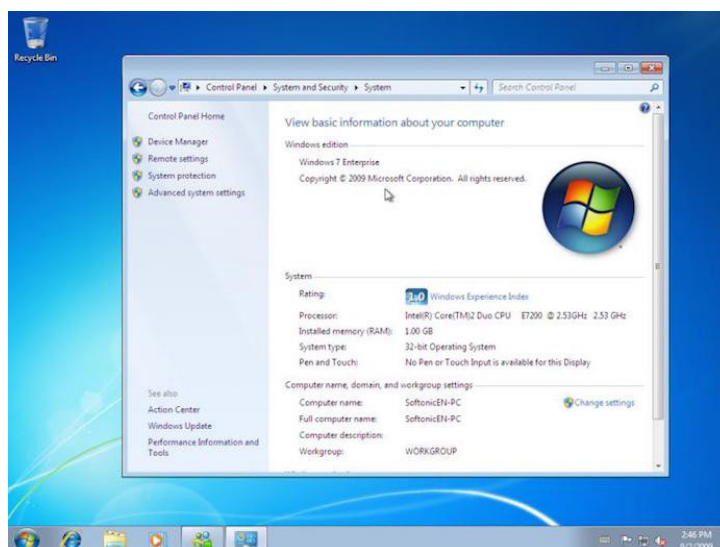 Recycle Bin
Control Panel ▸ System and Security ▸ System
Search Control Panel
Control Panel Home
Device Manager
Remote settings
System protection
Advanced system settings
View basic information about your computer
Windows edition
Windows 7 Enterprise
Copyright © 2009 Microsoft Corporation. All rights reserved.
System
Rating:
1.0 Windows Experience Index
Processor: Intel(R) Core(TM)2 Duo CPU E7200 @ 2.53GHz 2.53 GHz
Installed memory (RAM): 1.00 GB
System type: 32-bit Operating System
Pen and Touch: No Pen or Touch Input is available for this Display
Computer name, domain, and workgroup settings
Computer name: SoftonicEN-PC
Change settings
Full computer name: SoftonicEN-PC
Computer description:
Workgroup: WORKGROUP
See also
Action Center
Windows Update
Performance Information and
Tools
2:46 PM